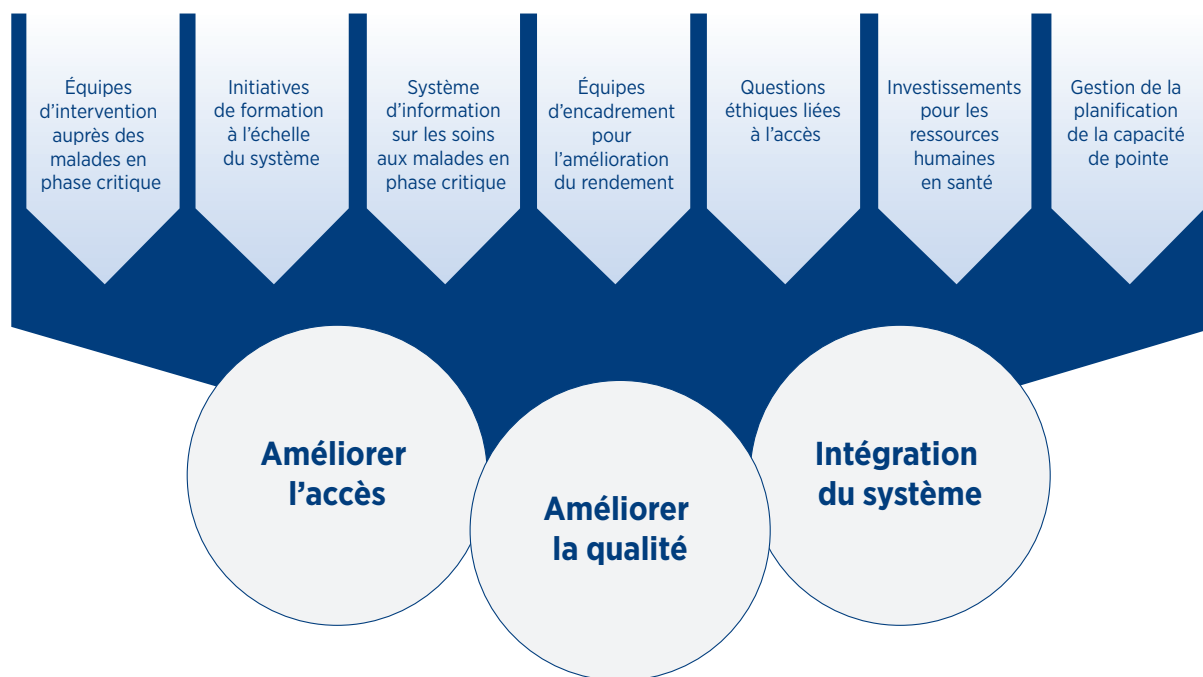 Équipes
d'intervention
auprès des
malades en
phase critique
Initiatives
de formation
à l'échelle
du système
Système
d'information
sur les soins
aux malades en
phase critique
Équipes
d'encadrement
pour
l'amélioration
du rendement
Questions
éthiques liées
à l'accès
Investissements
pour les
ressources
humaines
en santé
Gestion de la
planification
de la capacité
de pointe
Améliorer
l'accès
Améliorer
la qualité
Intégration
du système